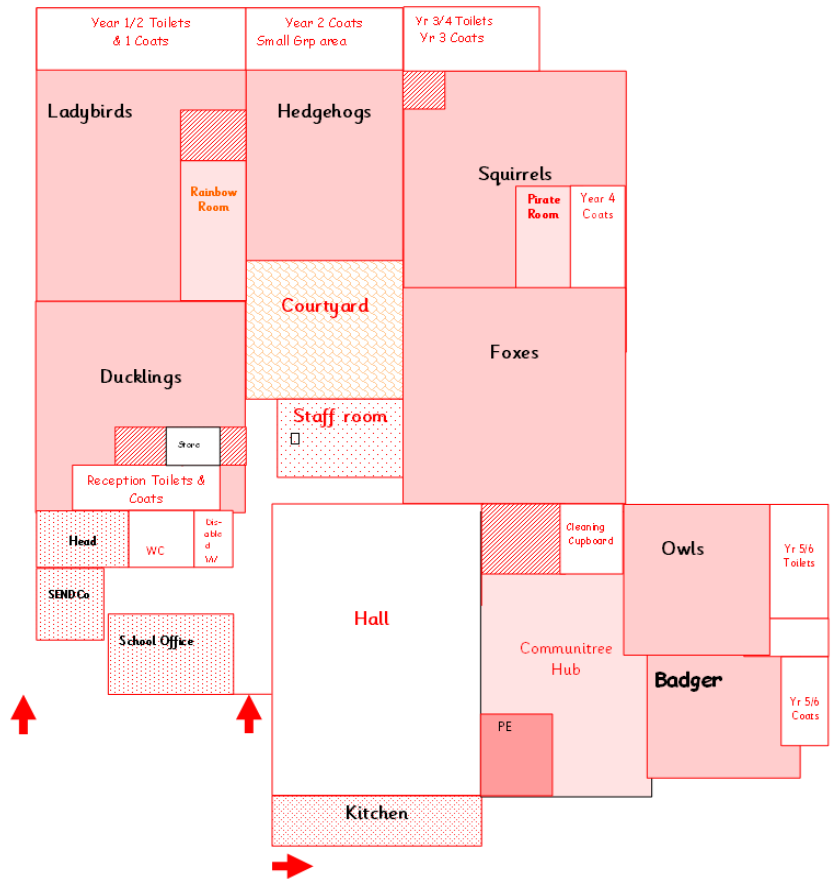 Year 1/2 Toilets
& 1 Coats
Year 2 Coats
Small Grp area
Yr 3/4 Toilets
Yr 3 Coats
Ladybirds
Hedgehogs
Squirrels
Rainbow
Room
Pirate
Room
Year 4
Coats
Courtyard
Foxes
Ducklings
Staff room
Store
Reception Toilets &
Coats
Head
WC
Dis-
able
d
Cleaning
Cupboard
Owls
Yr 5/6
Toilets
SENDCo
School Office
Hall
Communitree
Hub
Badger
Yr 5/6
Coats
PE
Kitchen